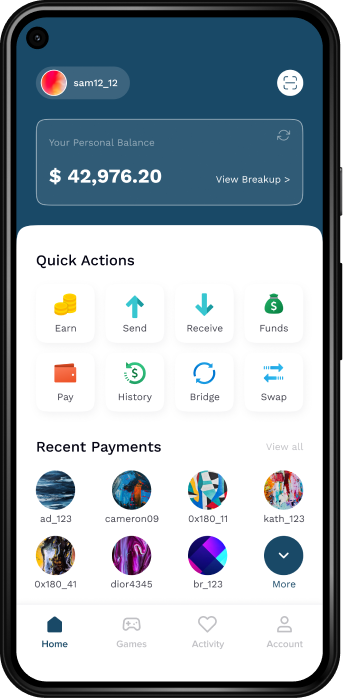 sam12_12
Your Personal Balance
$ 42,976.20
View Breakup >
Quick Actions
Earn Send Receive Funds
Pay History Bridge Swap
Recent Payments View all
ad_123 cameron09 0x180_11 kath_123
0x180_41 dior4345 br_123 More
Home Games Activity Account